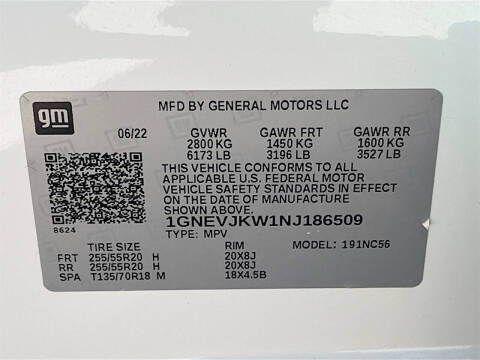 gm
MFD BY GENERAL MOTORS LLC
06/22 GVWR GAWR FRT GAWR RR
2800 KG 1450 KG 1600 KG
6173 LB 3196 LB 3527 LB
THIS VEHICLE CONFORMS TO ALL
APPLICABLE U.S. FEDERAL MOTOR
VEHICLE SAFETY STANDARDS IN EFFECT
ON THE DATE OF MANUFACTURE
SHOWN ABOVE.
8624
1GNEVJKW1NJ186509
TYPE: MPV MODEL: 191NC56
TIRE SIZE RIM
FRT 255/55R20 H 20X8J
RR 255/55R20 H 20X8J
SPA T135/70R18 M 18X4.5B